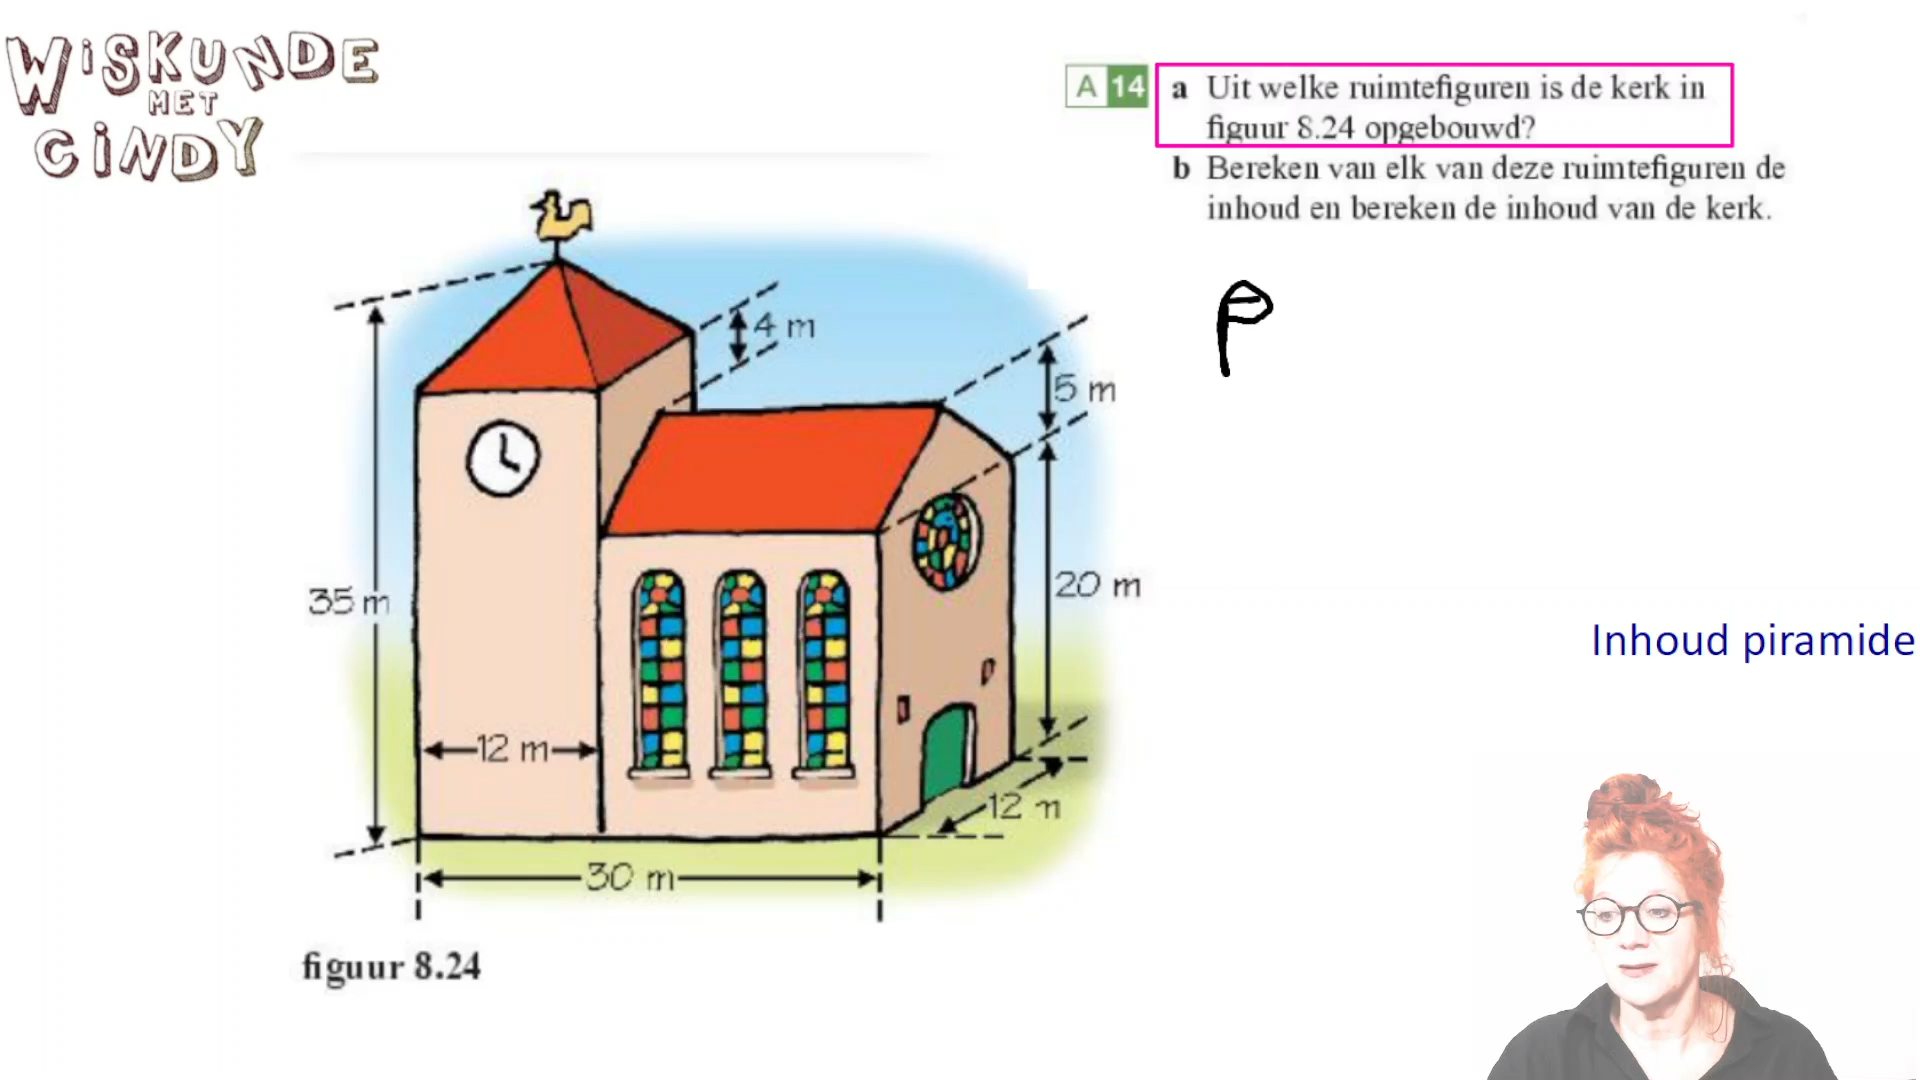 WiSKUNDE
MET
CiNDY
A 14 a Uit welke ruimtefiguren is de kerk in
figuur 8.24 opgebouwd?
b Bereken van elk van deze ruimtefiguren de
inhoud en bereken de inhoud van de kerk.
P
4 m
5 m
35 m
20 m
Inhoud piramide
12 m
12 n
30 m
figuur 8.24